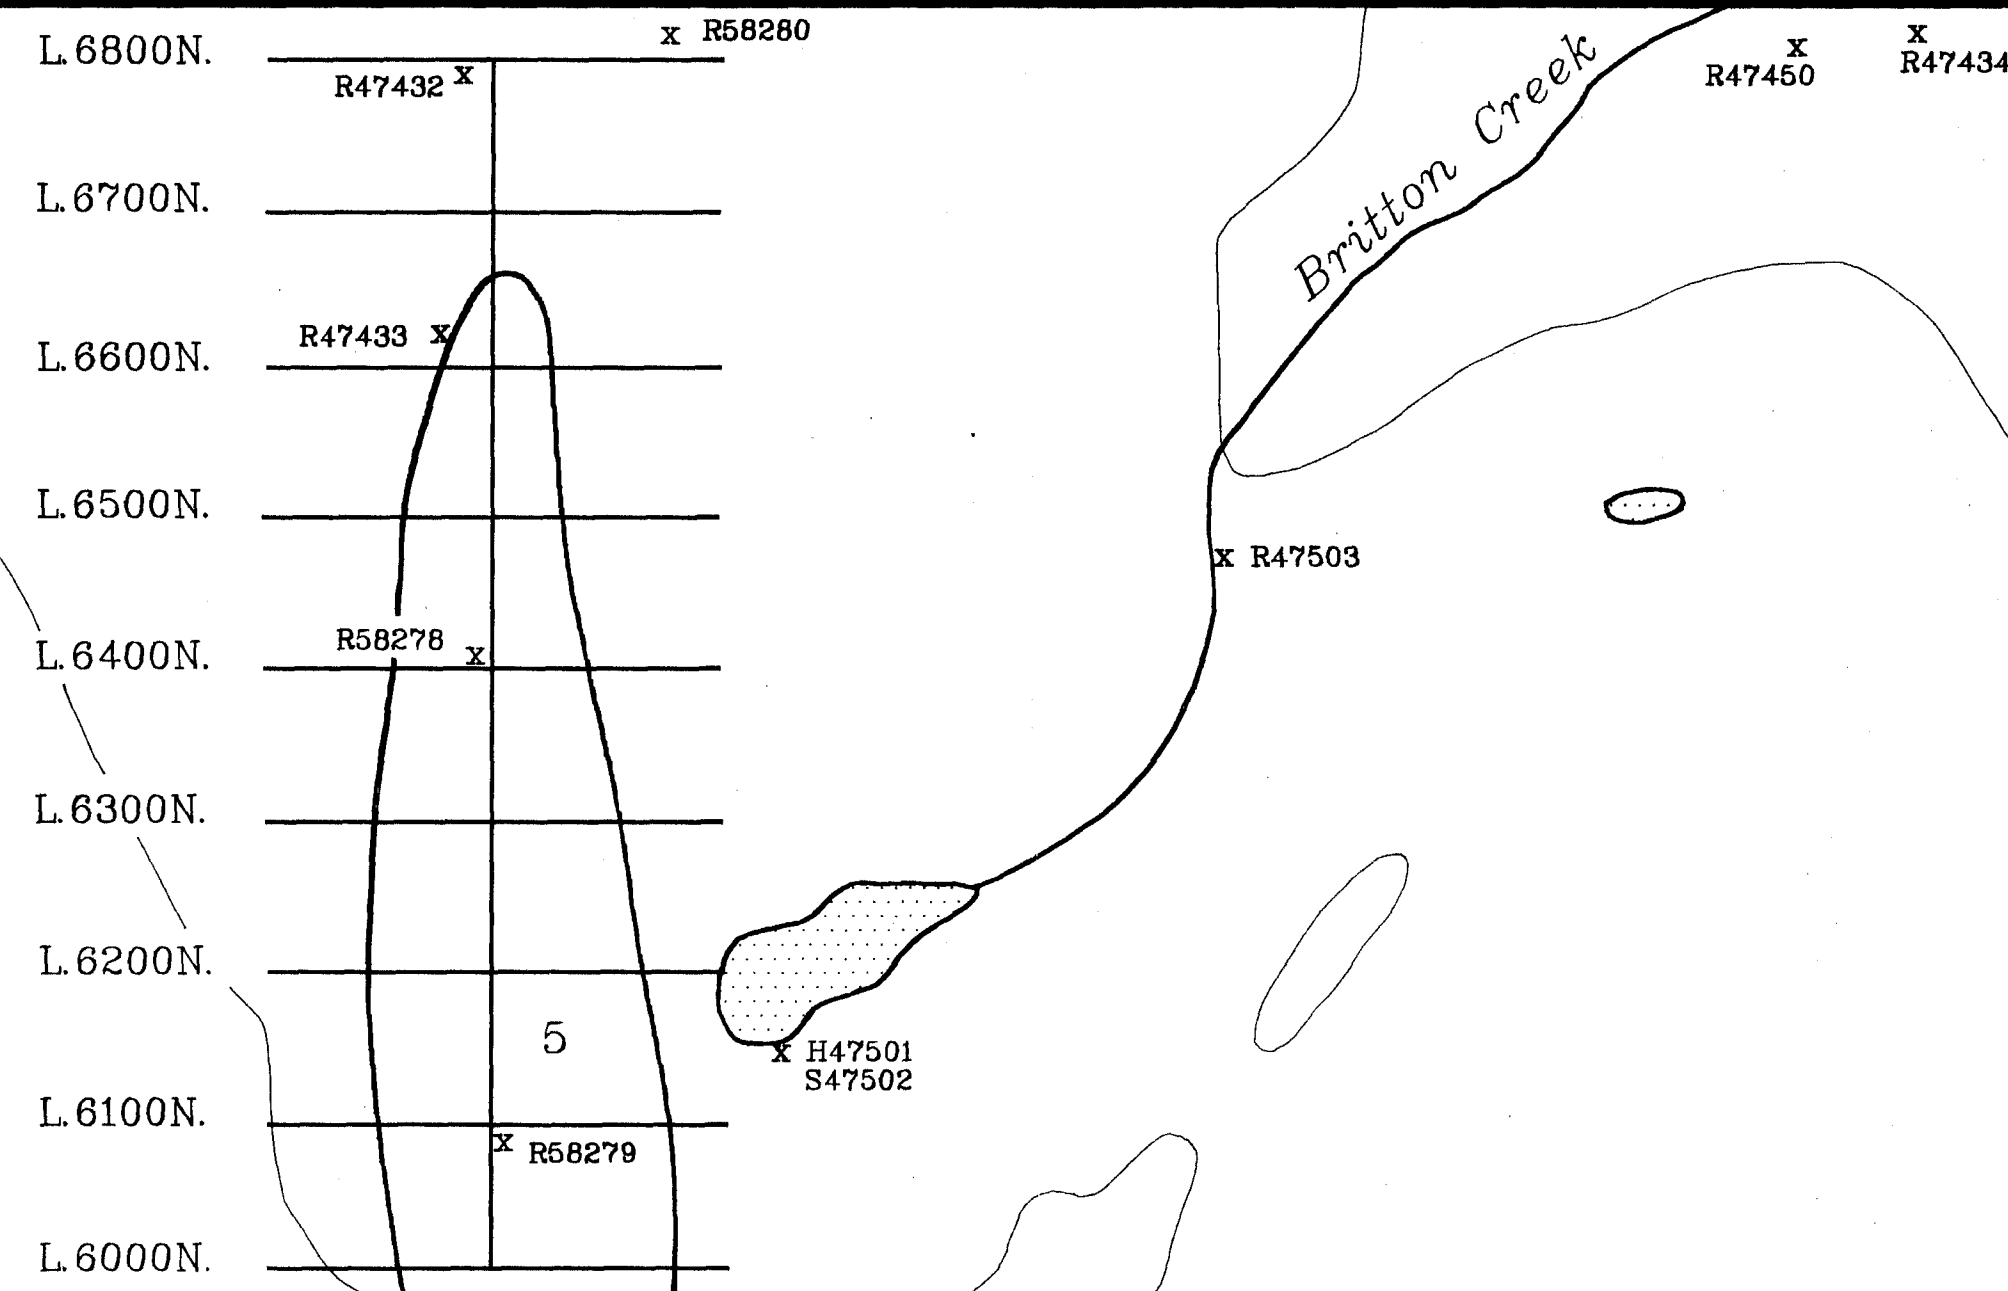 R58280
L.6800N.
R47432
R47450
R47434
Britton Creek
L.6700N.
R47433
L.6600N.
L.6500N.
R47503
R58278
L.6400N.
L.6300N.
L.6200N.
5
H47501
S47502
L.6100N.
R58279
L.6000N.